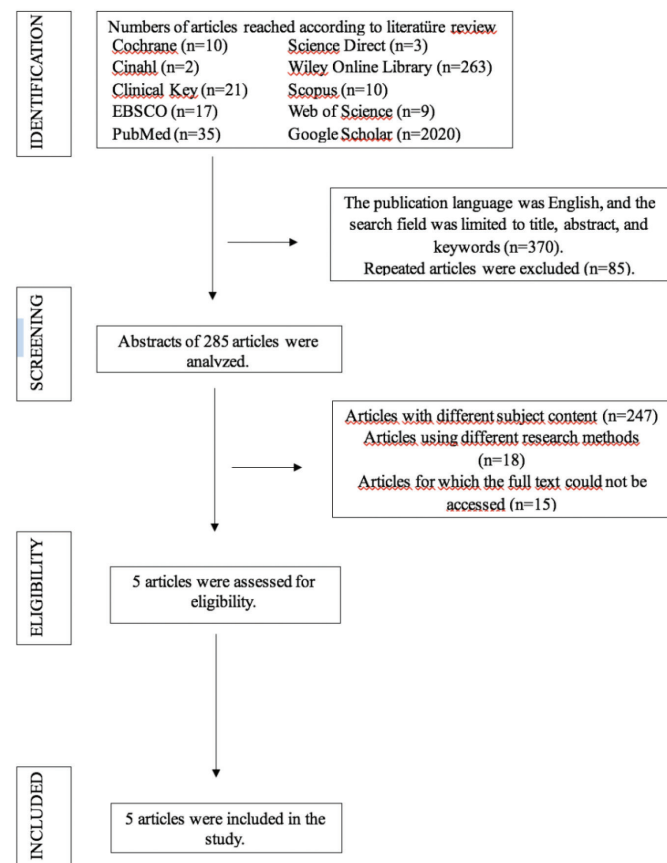 IDENTIFICATION
Numbers of articles reached according to literatüre review
Cochrane (n=10) Science Direct (n=3)
Cinahl (n=2) Wiley Online Library (n=263)
Clinical Key (n=21) Scopus (n=10)
EBSCO (n=17) Web of Science (n=9)
PubMed (n=35) Google Scholar (n=2020)
The publication language was English, and the
search field was limited to title, abstract, and
keywords (n=370).
Repeated articles were excluded (n=85).
SCREENING
Abstracts of 285 articles were
analyzed.
Articles with different subject content (n=247)
Articles using different research methods
(n=18)
Articles for which the full text could not be
accessed (n=15)
ELIGIBILITY
5 articles were assessed for
eligibility.
INCLUDED
5 articles were included in the
study.